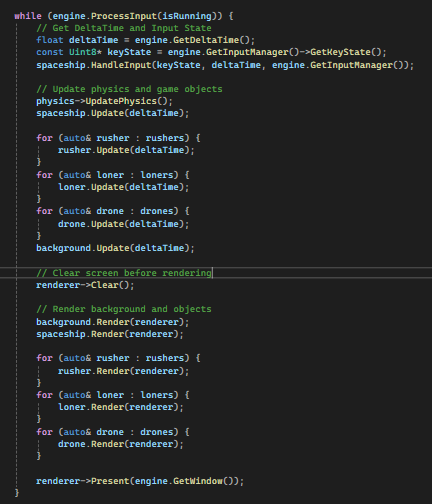 while (engine.ProcessInput(isRunning)) {
// Get DeltaTime and Input State
float deltaTime = engine.GetDeltaTime();
const Uint8* keyState = engine.GetInputManager()->GetKeyState();
spaceship.HandleInput(keyState, deltaTime, engine.GetInputManager());
// Update physics and game objects
physics->UpdatePhysics();
spaceship.Update(deltaTime);
for (auto& rusher : rushers) {
rusher.Update(deltaTime);
}
for (auto& loner : loners) {
loner.Update(deltaTime);
}
for (auto& drone : drones) {
drone.Update(deltaTime);
}
background.Update(deltaTime);
// Clear screen before rendering
renderer->Clear();
// Render background and objects
background.Render(renderer);
spaceship.Render(renderer);
for (auto& rusher : rushers) {
rusher.Render(renderer);
}
for (auto& loner : loners) {
loner.Render(renderer);
}
for (auto& drone : drones) {
drone.Render(renderer);
}
renderer->Present(engine.GetWindow());
}